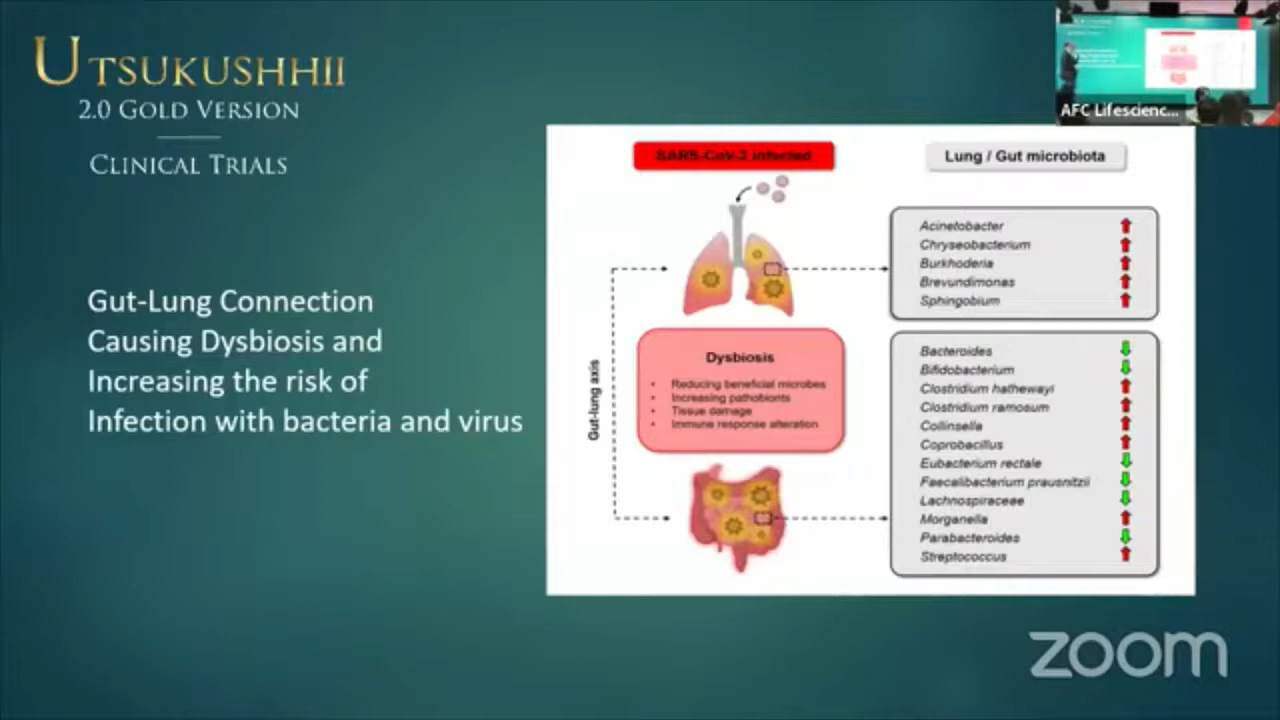 UTSUKUSHHII
2.0 GOLD VERSION
CLINICAL TRIALS
AFC Lifescienc...
Gut-Lung Connection
Causing Dysbiosis and
Increasing the risk of
Infection with bacteria and virus
SARS-CoV-2 infected
Lung / Gut microbiota
Acinetobacter
Chryseobacterium
Burkhoderia
Brevundimonas
Sphingobium
Gut-lung axis
Dysbiosis
• Reducing beneficial microbes
• Increasing pathobionts
• Tissue damage
• Immune response alteration
Bacteroides
Bifidobacterium
Clostridium hathewayi
Clostridium ramosum
Collinsella
Coprobacillus
Eubacterium rectale
Faecalibacterium prausnitzii
Lachnospiraceae
Morganella
Parabacteroides
Streptococcus
zoom